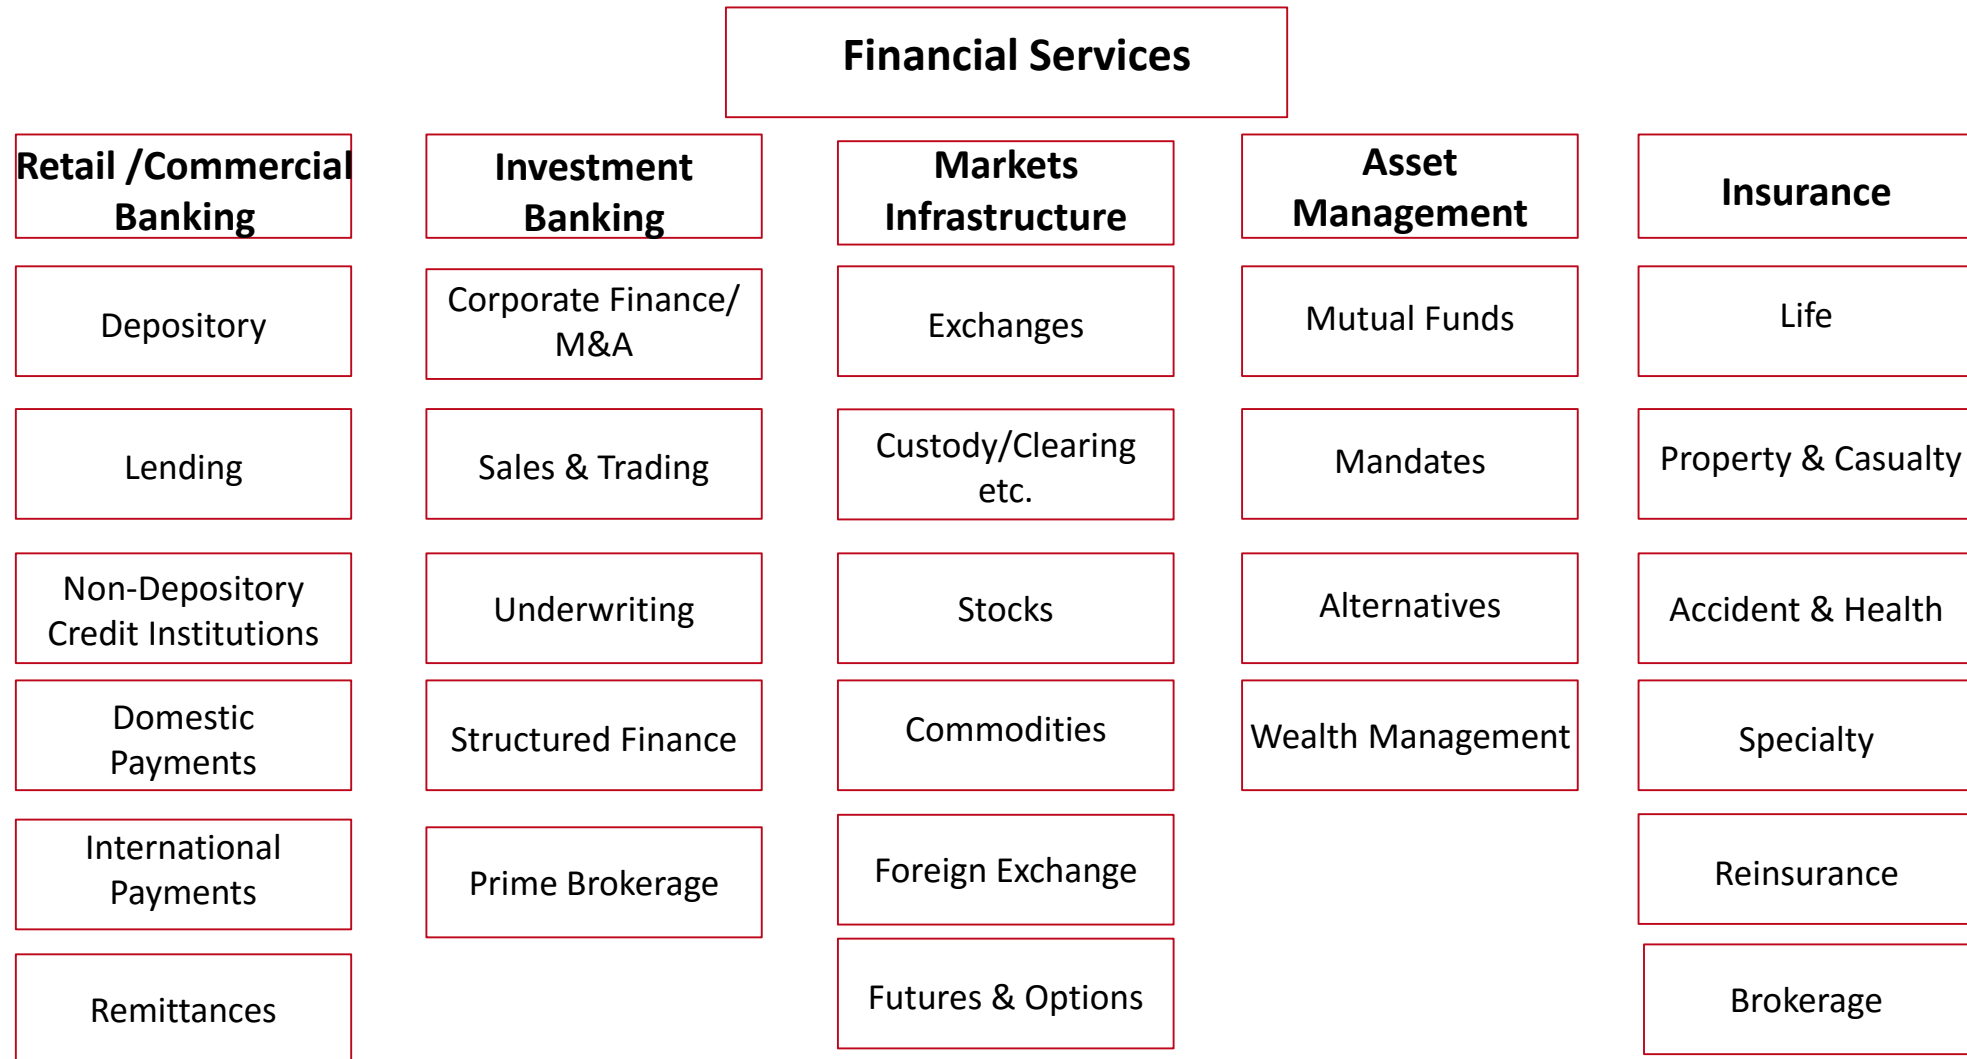 Financial Services
Retail /Commercial
Banking
Investment
Banking
Markets
Infrastructure
Asset
Management
Insurance
Depository
Corporate Finance/
M&A
Exchanges
Mutual Funds
Life
Lending
Sales & Trading
Custody/Clearing
etc.
Mandates
Property & Casualty
Non-Depository
Credit Institutions
Underwriting
Stocks
Alternatives
Accident & Health
Domestic
Payments
Structured Finance
Commodities
Wealth Management
Specialty
International
Payments
Prime Brokerage
Foreign Exchange
Reinsurance
Remittances
Futures & Options
Brokerage